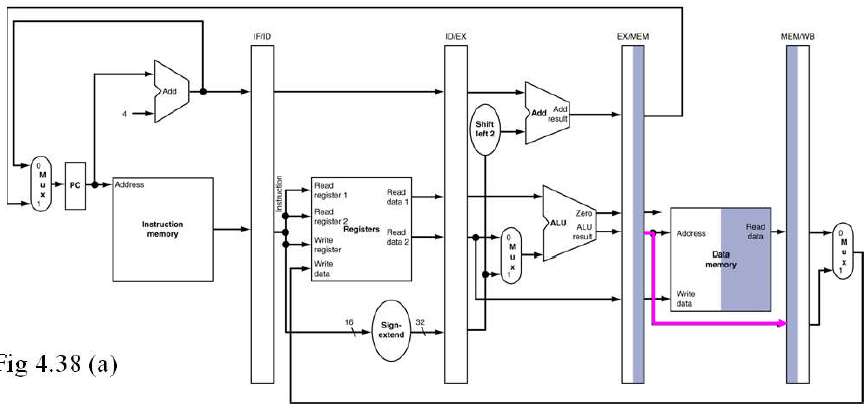 IF/ID
ID/EX
EX/MEM
MEM/WB
Add
4
Shift
left 2
Add Add
result
0
M
u
x
1
PC
Address
Instruction
memory
Instruction
Read
register 1
Read
register 2
Write
register
Write
data
Registers
Read
data 1
Read
data 2
0
M
u
x
1
Zero
ALU ALU
result
Address
Data
memory
Read
data
Write
data
0
M
u
x
1
16
Sign-
extend
32
Fig 4.38 (a)